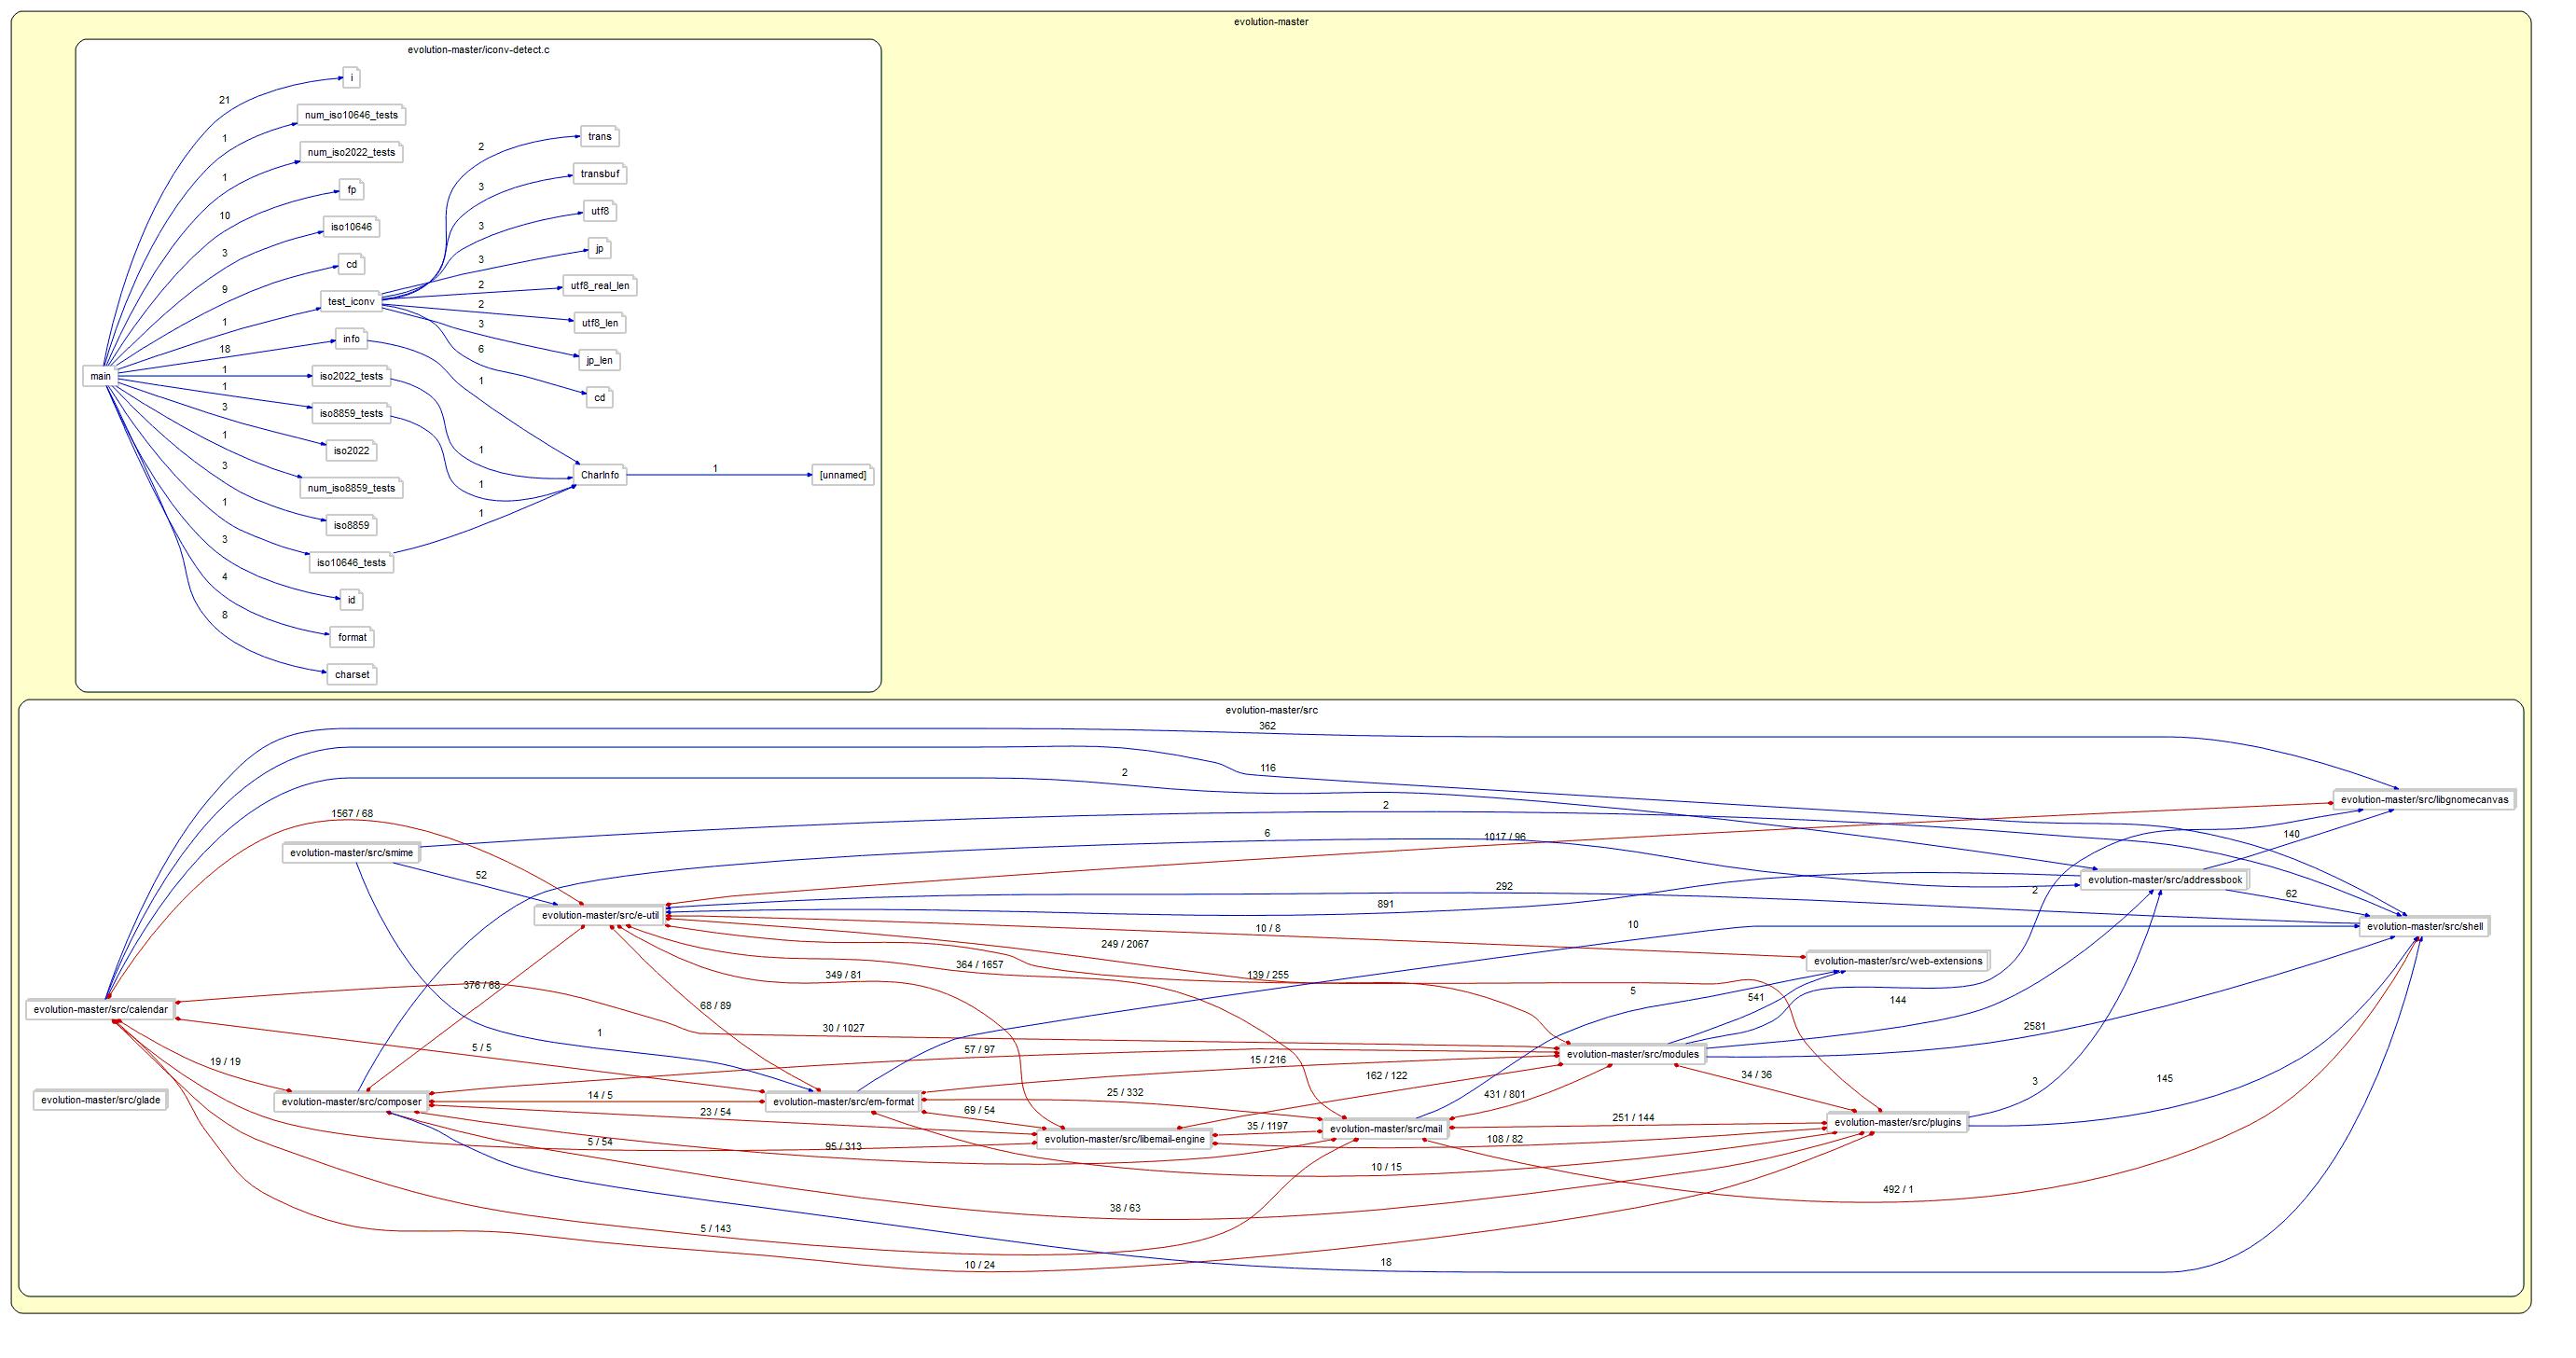 evolution-master
evolution-master/iconv-detect.c
i
21
num_iso10646_tests
1
num_iso2022_tests
1
fp
10
iso10646
3
cd
9
test_iconv
1
info
18
main
iso2022_tests
1
iso8859_tests
1
iso2022
3
num_iso8859_tests
1
iso8859
3
iso10646_tests
1
id
3
format
4
charset
8
trans
2
transbuf
3
utf8
3
jp
3
utf8_real_len
2
utf8_len
2
jp_len
3
cd
6
1
1
1
1
CharInfo
1
[unnamed]
evolution-master/src
362
116
2
evolution-master/src/libgnomecanvas
2
1567 / 68
6
1017 / 96
140
evolution-master/src/smime
52
evolution-master/src/addressbook
292
2
62
891
evolution-master/src/e-util
10
evolution-master/src/shell
10 / 8
249 / 2067
evolution-master/src/web-extensions
364 / 1657
349 / 81
139 / 255
376 / 68
5
541
144
68 / 89
evolution-master/src/calendar
1
30 / 1027
2581
5 / 5
57 / 97
evolution-master/src/modules
19 / 19
15 / 216
162 / 122
34 / 36
145
3
evolution-master/src/glade
evolution-master/src/composer
14 / 5
evolution-master/src/em-format
25 / 332
431 / 801
23 / 54
69 / 54
251 / 144
evolution-master/src/plugins
35 / 1197
evolution-master/src/mail
evolution-master/src/libemail-engine
108 / 82
5 / 54
95 / 313
10 / 15
492 / 1
38 / 63
5 / 143
10 / 24
18